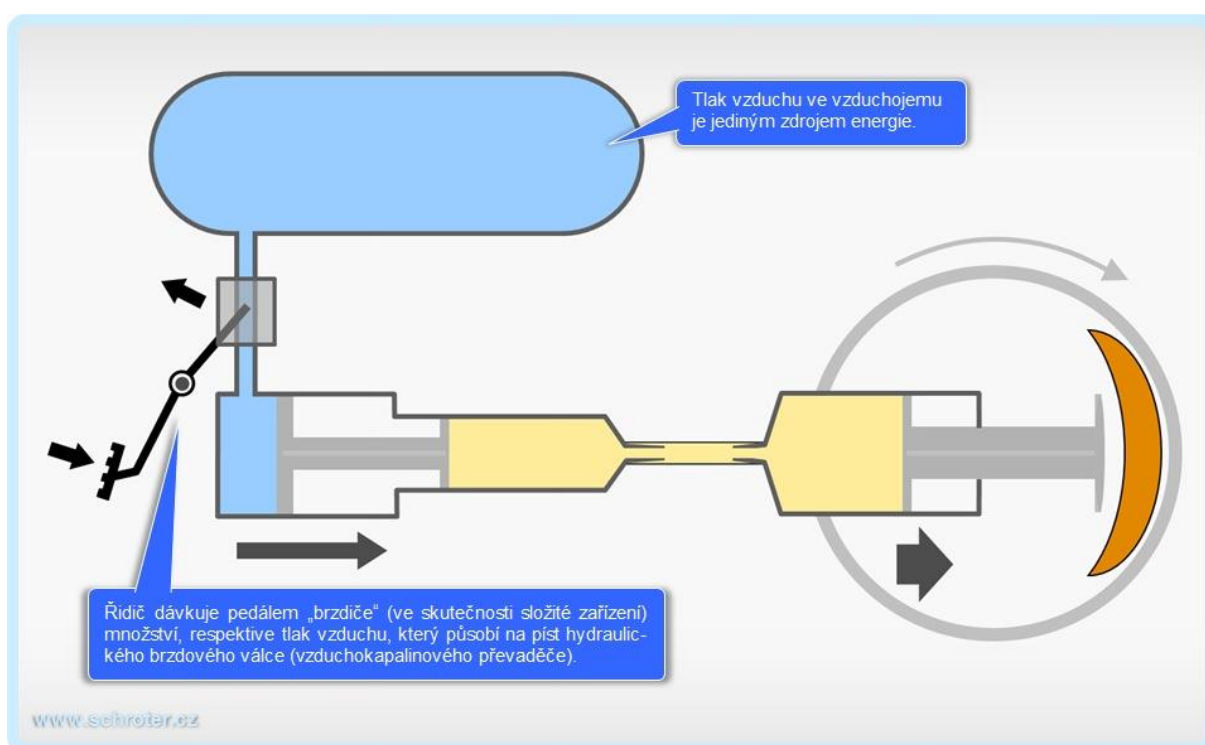 Tlak vzduchu ve vzduchojemu
je jediným zdrojem energie.
Řidič dávkuje pedálem „brzdiče“ (ve skutečnosti složité zařízení)
množství, respektive tlak vzduchu, který působí na píst hydraulic-
kého brzdového válce (vzduchokapalinového převaděče).
www.schroter.cz